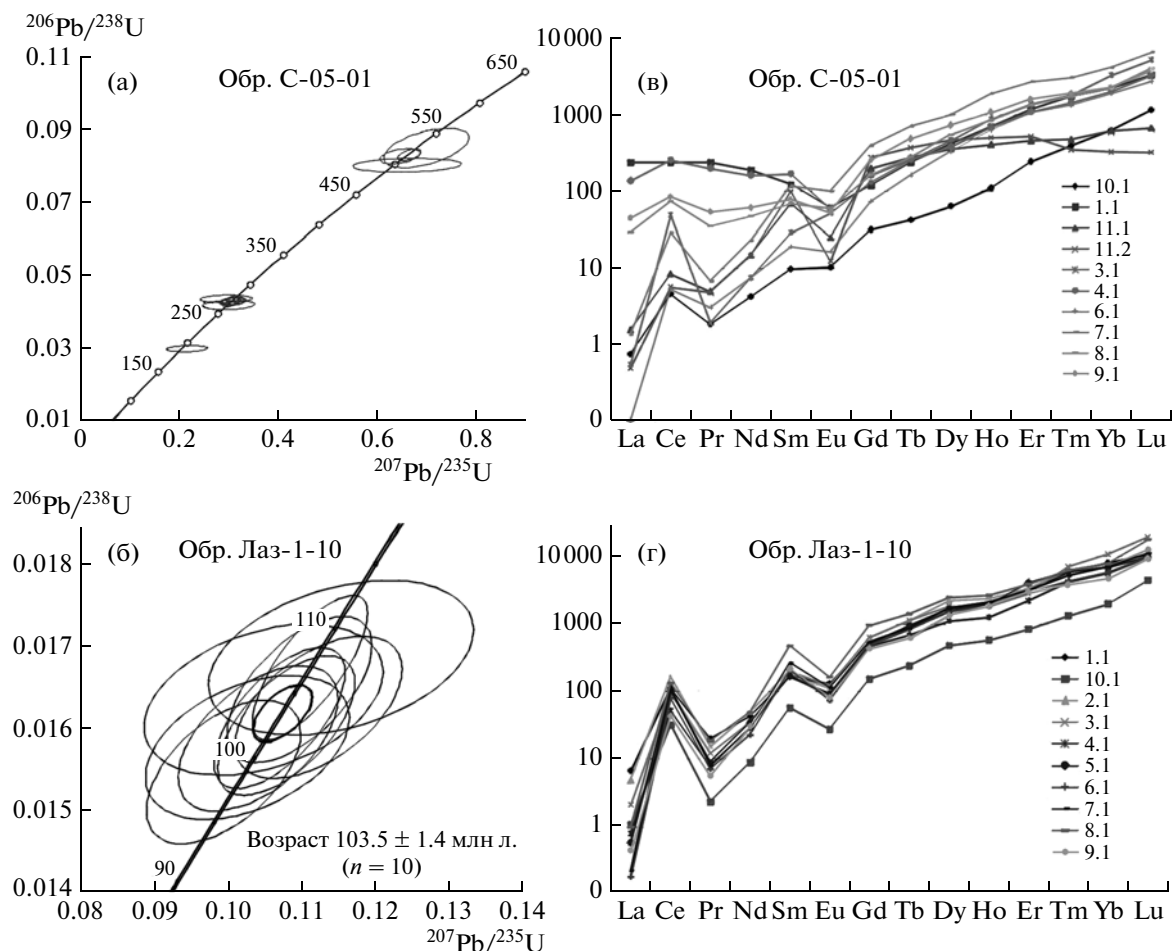 206Pb/238U
(а)
Обр. С-05-01
0.11
0.09
0.07
0.05
0.03
0.01
650
550
450
350
250
150
0 0.2 0.4 0.6 0.8
207Pb/235U
(в)
Обр. С-05-01
10 000
1000
100
10
1
0
10.1
1.1
11.1
11.2
3.1
4.1
6.1
7.1
8.1
9.1
La Ce Pr Nd Sm Eu Gd Tb Dy Ho Er Tm Yb Lu
206Pb/238U
(б)
Обр. Лаз-1-10
0.018
0.017
0.016
0.015
0.014
110
100
90
Возраст 103.5 ± 1.4 млн л.
(n = 10)
0.08 0.09 0.10 0.11 0.12 0.13 0.14
207Pb/235U
(г)
Обр. Лаз-1-10
10 000
1000
100
10
1
0
1.1
10.1
2.1
3.1
4.1
5.1
6.1
7.1
8.1
9.1
La Ce Pr Nd Sm Eu Gd Tb Dy Ho Er Tm Yb Lu